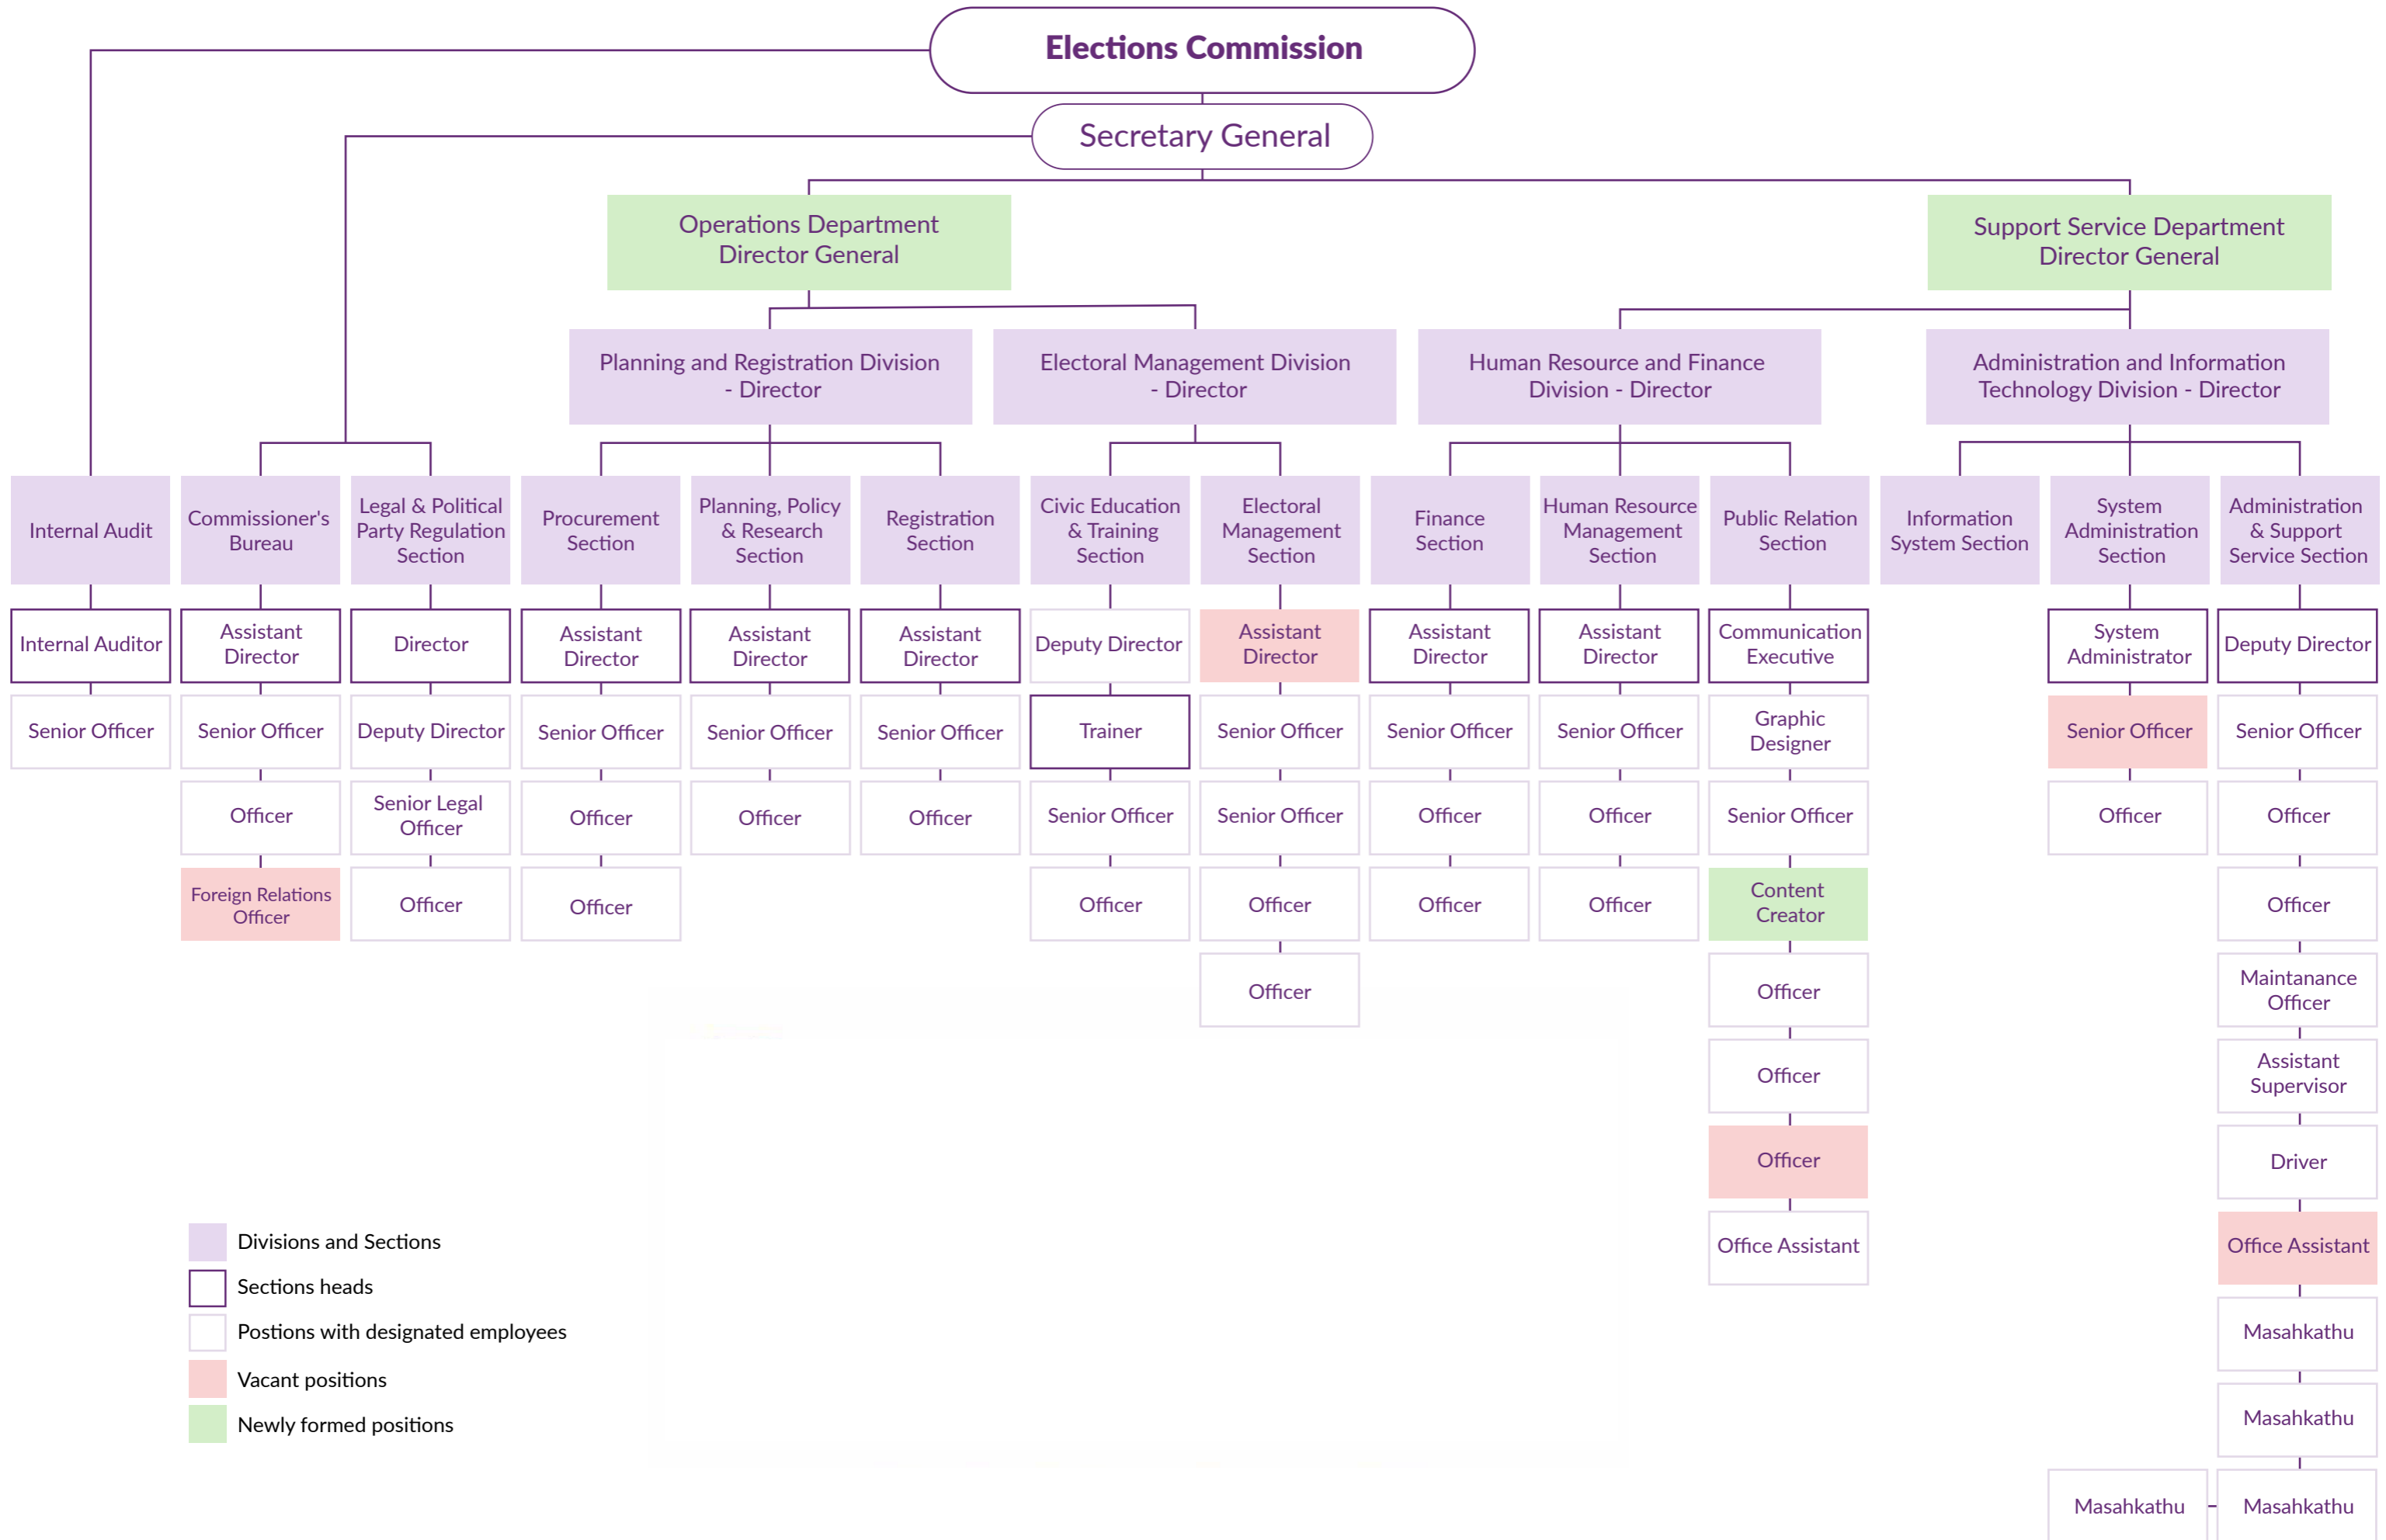 Elections Commission
Secretary General
Operations Department
Director General
Support Service Department
Director General
Planning and Registration Division
- Director
Electoral Management Division
- Director
Human Resource and Finance
Division - Director
Administration and Information
Technology Division - Director
Internal Audit
Commissioner's
Bureau
Legal & Political
Party Regulation
Section
Procurement
Section
Planning, Policy
& Research
Section
Registration
Section
Civic Education
& Training
Section
Electoral
Management
Section
Finance
Section
Human Resource
Management
Section
Public Relation
Section
Information
System Section
System
Administration
Section
Administration
& Support
Service Section
Internal Auditor
Assistant
Director
Director
Assistant
Director
Assistant
Director
Assistant
Director
Deputy Director
Assistant
Director
Assistant
Director
Assistant
Director
Communication
Executive
System
Administrator
Deputy Director
Senior Officer
Senior Officer
Deputy Director
Senior Officer
Senior Officer
Senior Officer
Trainer
Senior Officer
Senior Officer
Senior Officer
Graphic
Designer
Senior Officer
Senior Officer
Officer
Senior Legal
Officer
Officer
Officer
Officer
Senior Officer
Senior Officer
Officer
Officer
Senior Officer
Officer
Officer
Foreign Relations
Officer
Officer
Officer
Officer
Officer
Officer
Officer
Content
Creator
Officer
Officer
Officer
Maintanance
Officer
Officer
Assistant
Supervisor
Officer
Driver
Office Assistant
Office Assistant
Masahkathu
Masahkathu
Masahkathu
Masahkathu
Divisions and Sections
Sections heads
Postions with designated employees
Vacant positions
Newly formed positions